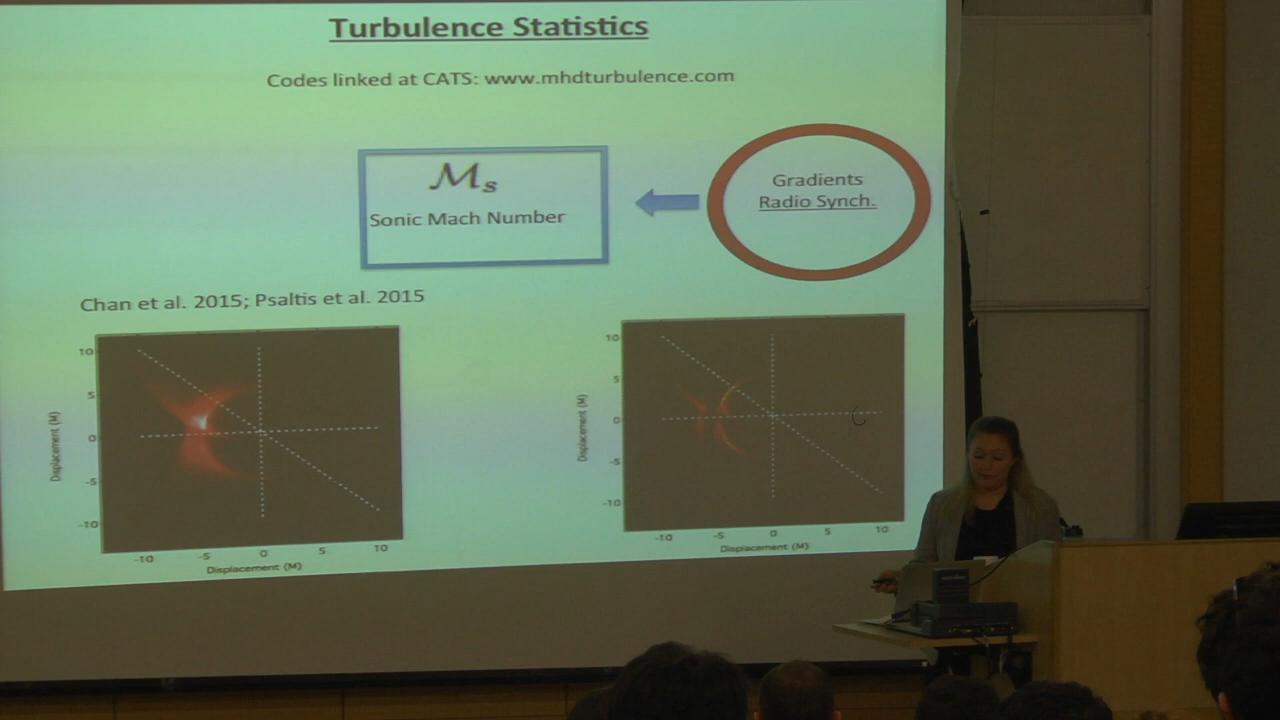 Turbulence Statistics
Codes linked at CATS: www.mhdturbulence.com
Ms
Sonic Mach Number
Gradients
Radio Synch.
Chan et al. 2015; Psaltis et al. 2015
10
5
0
-5
-10
Displacement (M)
-10 -5 0 5 10
Displacement (M)
10
5
0
-5
-10
Displacement (M)
-10 -5 0 5 10
Displacement (M)